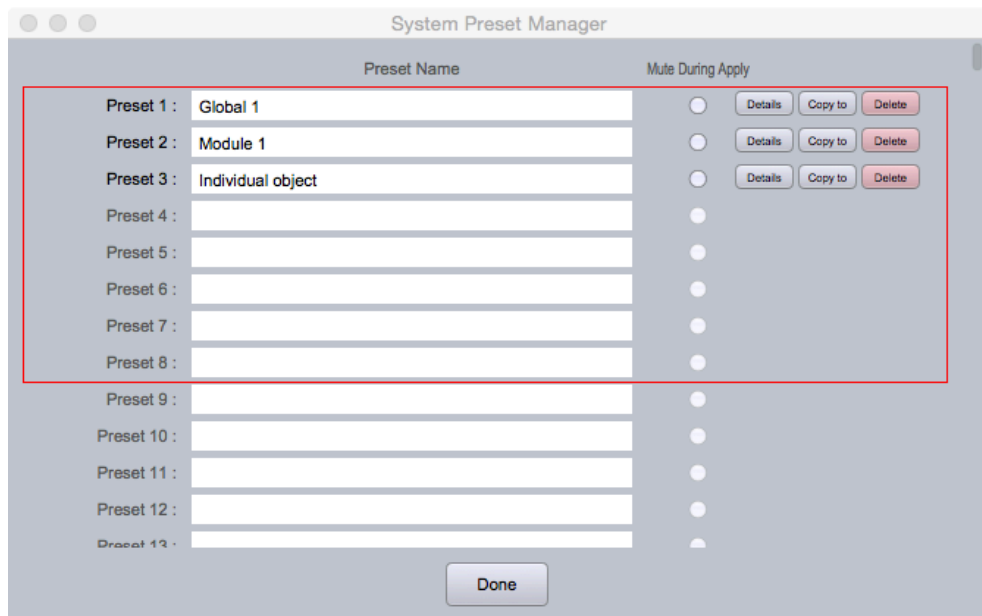 System Preset Manager
Preset Name Mute During Apply
Preset 1 : Global 1 Details Copy to Delete
Preset 2 : Module 1 Details Copy to Delete
Preset 3 : Individual object Details Copy to Delete
Preset 4 :
Preset 5 :
Preset 6 :
Preset 7 :
Preset 8 :
Preset 9 :
Preset 10 :
Preset 11 :
Preset 12 :
Preset 13 :
Done